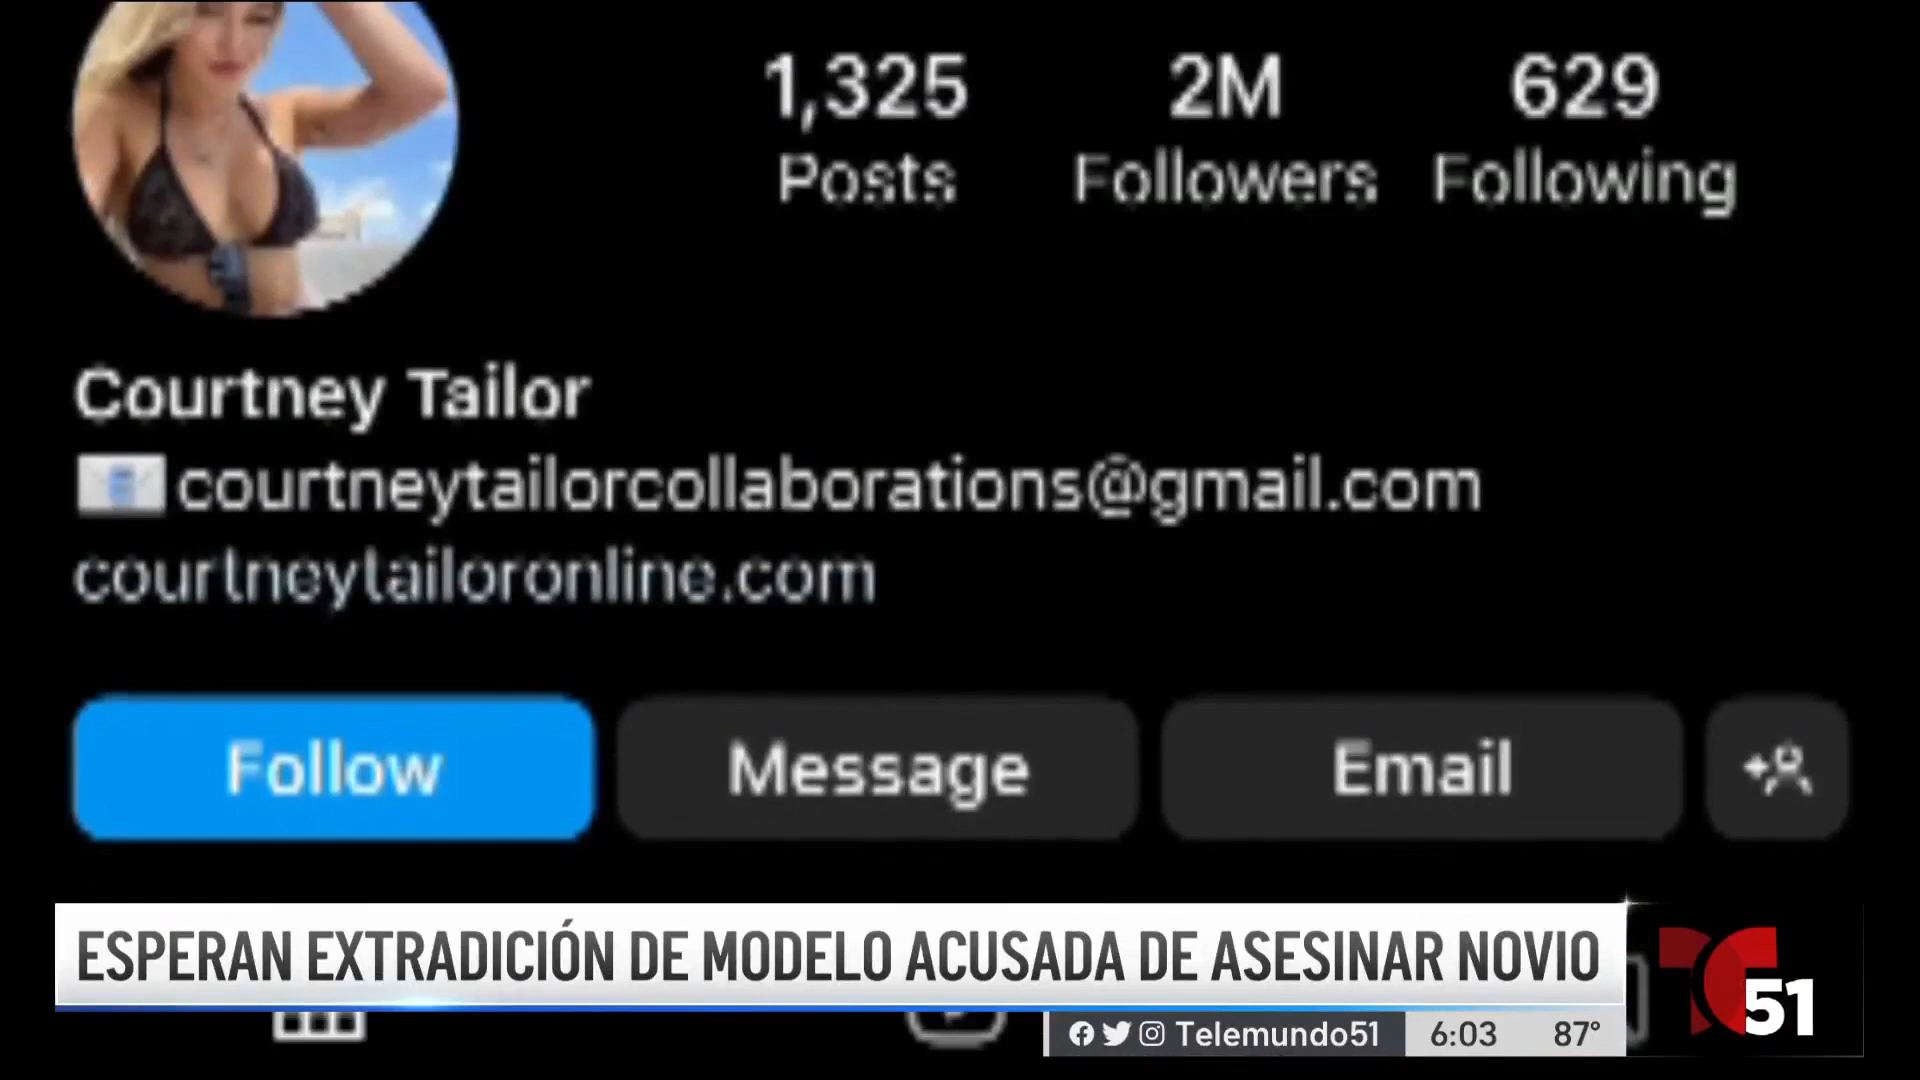 1,325 2M 629
Posts Followers Following
Courtney Tailor
courtneytailorcollaborations@gmail.com
courtneytailoronline.com
Follow Message Email
ESPERAN EXTRADICIÓN DE MODELO ACUSADA DE ASESINAR NOVIO
51
Telemundo51 6:03 87°